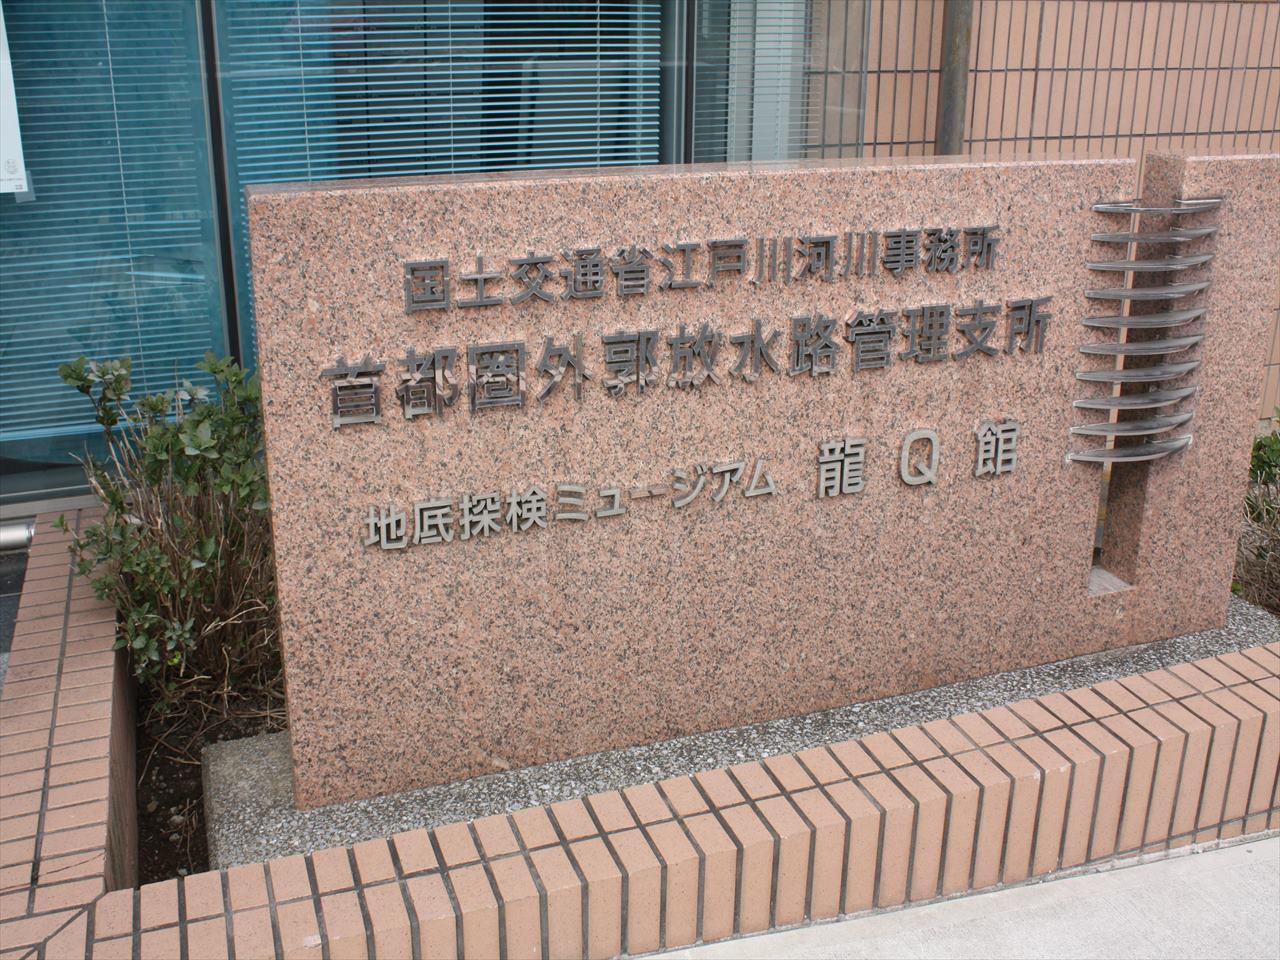 国土交通省江戸川河川事務所
首都圏外郭放水路管理支所
地底探検ミュージアム 龍Q館